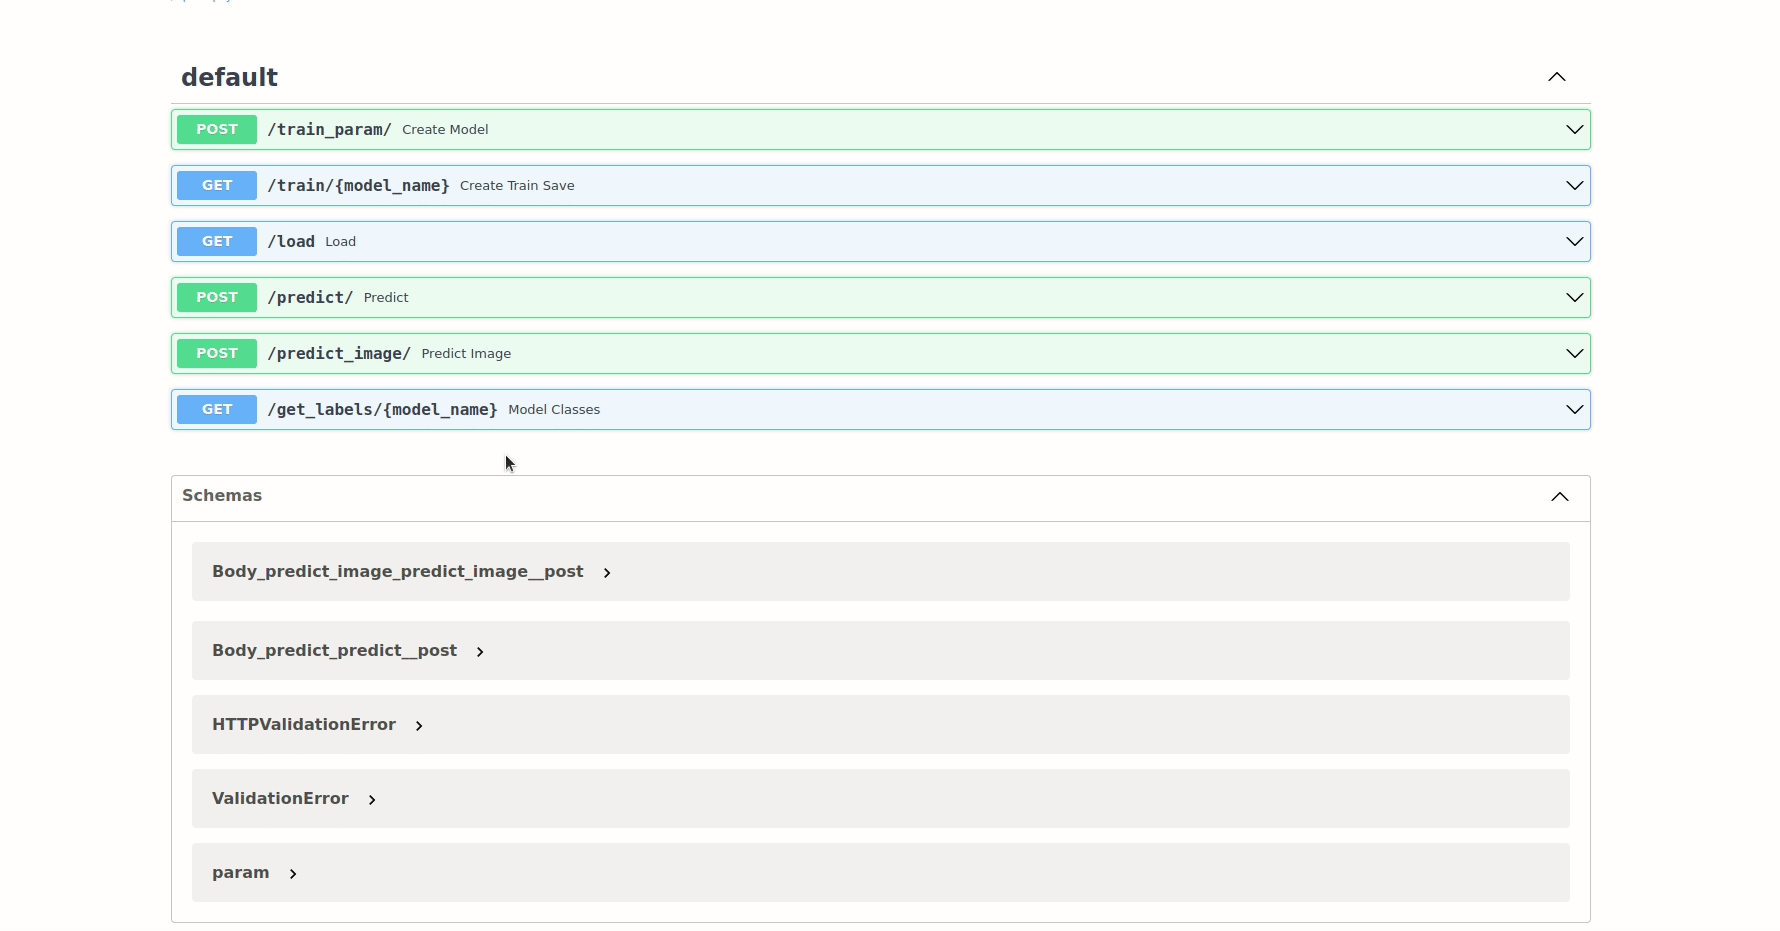 default
POST /train_param/ Create Model
GET /train/{model_name} Create Train Save
GET /load Load
POST /predict/ Predict
POST /predict_image/ Predict Image
GET /get_labels/{model_name} Model Classes
Schemas
Body_predict_image_predict_image__post
Body_predict_predict__post
HTTPValidationError
ValidationError
param